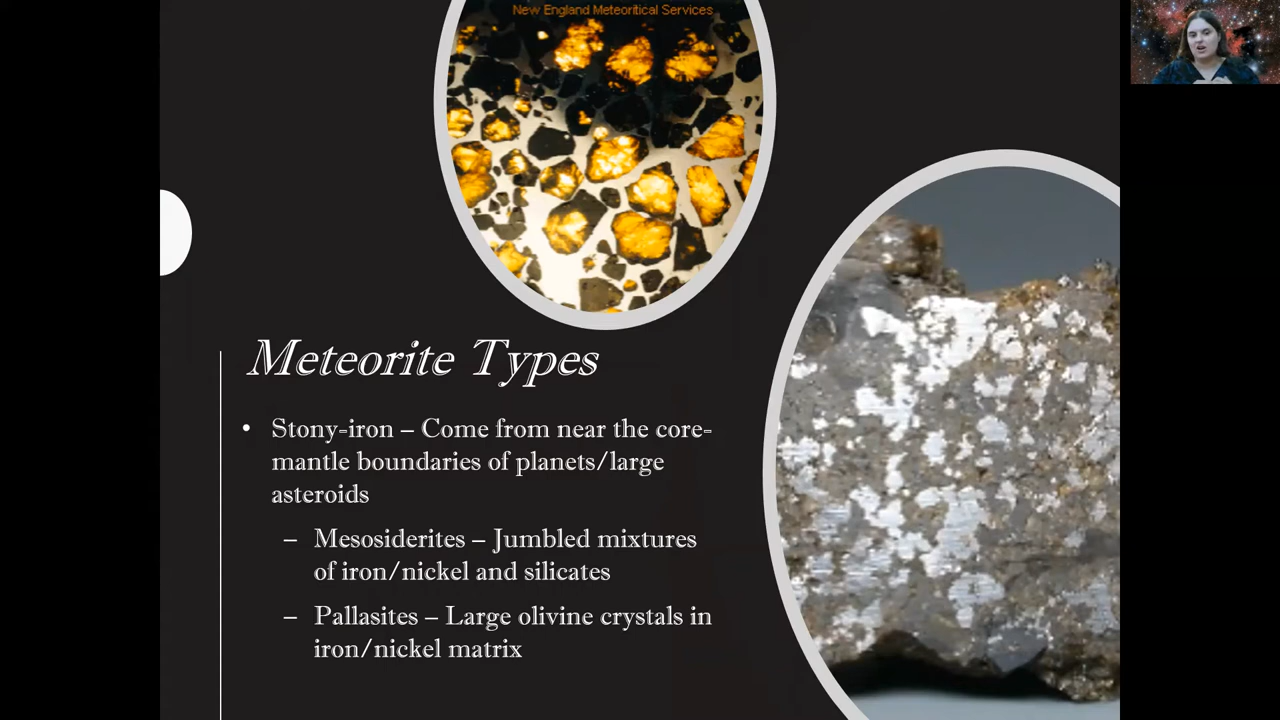 New England Meteoritical Services
Meteorite Types
• Stony-iron – Come from near the core-
mantle boundaries of planets/large
asteroids
– Mesosiderites – Jumbled mixtures
of iron/nickel and silicates
– Pallasites – Large olivine crystals in
iron/nickel matrix